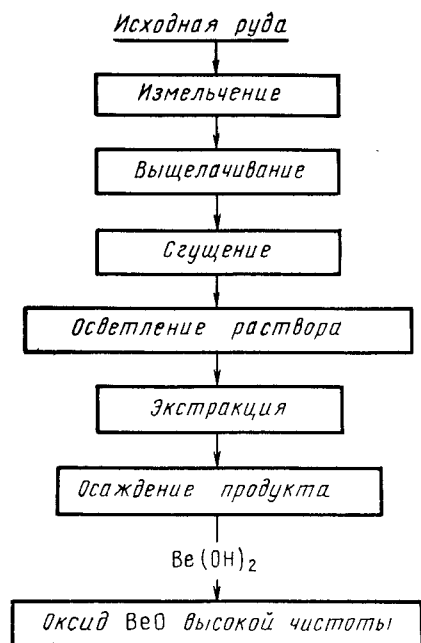 Исходная руда
Измельчение
Выщелачивание
Сгущение
Осветление раствора
Экстракция
Осаждение продукта
Be(OH)₂
Оксид BeO высокой чистоты